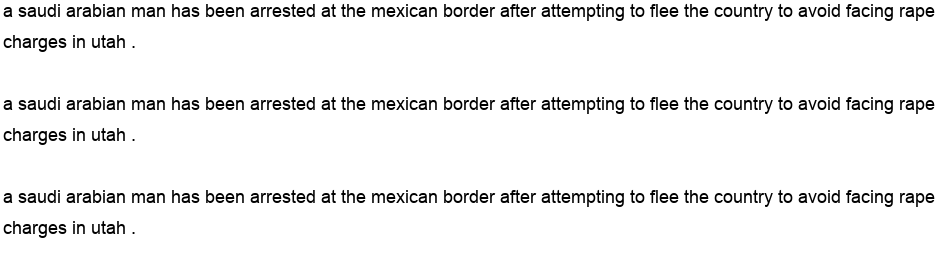 a saudi arabian man has been arrested at the mexican border after attempting to flee the country to avoid facing rape
charges in utah .
a saudi arabian man has been arrested at the mexican border after attempting to flee the country to avoid facing rape
charges in utah .
a saudi arabian man has been arrested at the mexican border after attempting to flee the country to avoid facing rape
charges in utah .